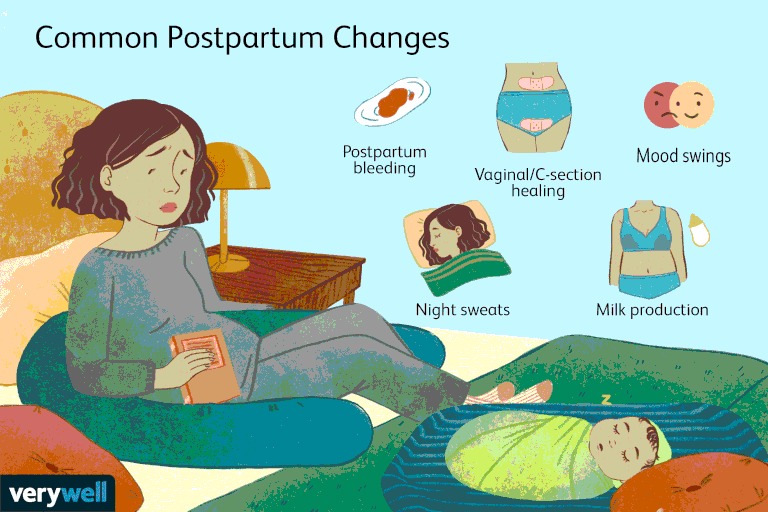 Common Postpartum Changes
Postpartum
bleeding
Vaginal/C-section
healing
Mood swings
Night sweats
Milk production
z
verywell